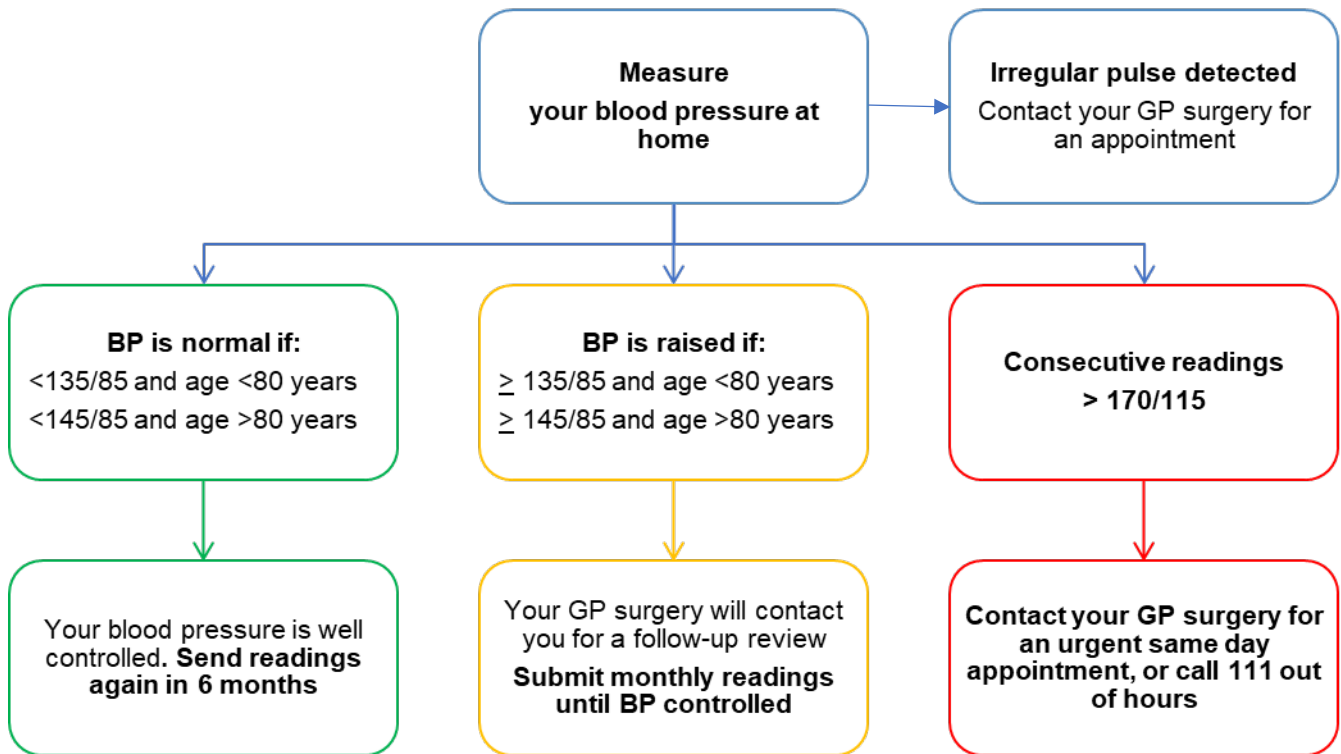 Measure
your blood pressure at
home
Irregular pulse detected
Contact your GP surgery for
an appointment
BP is normal if:
<135/85 and age <80 years
<145/85 and age >80 years
BP is raised if:
≥ 135/85 and age <80 years
≥ 145/85 and age >80 years
Consecutive readings
> 170/115
Your blood pressure is well
controlled. Send readings
again in 6 months
Your GP surgery will contact
you for a follow-up review
Submit monthly readings
until BP controlled
Contact your GP surgery for
an urgent same day
appointment, or call 111 out
of hours